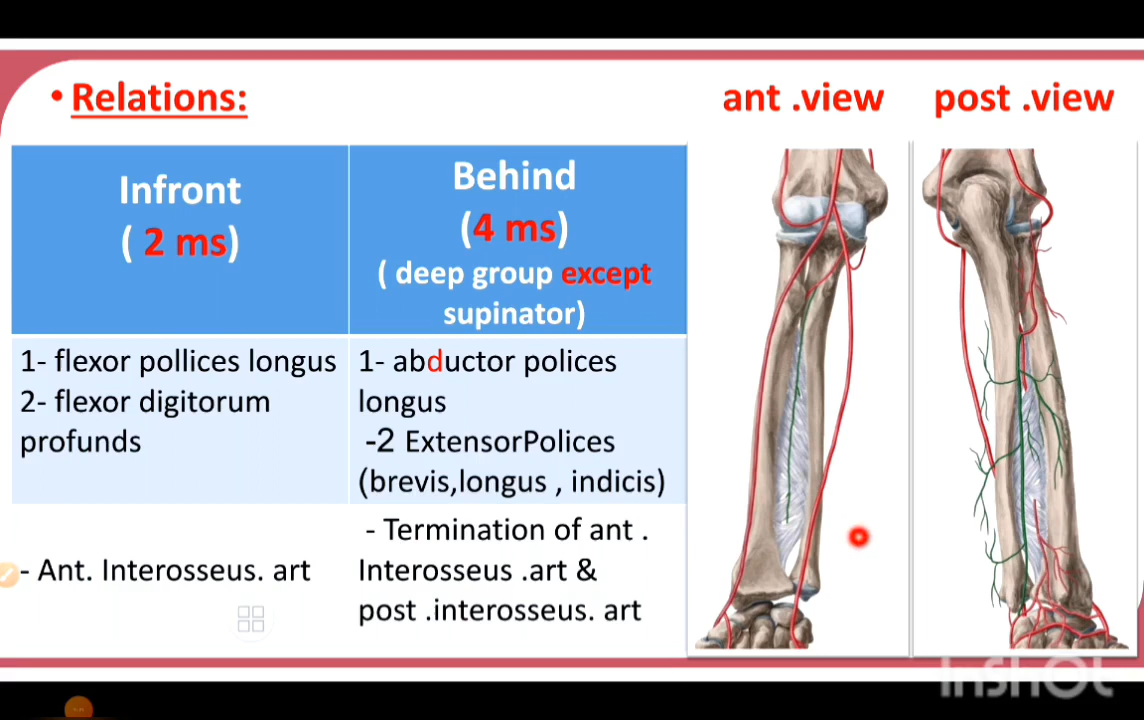 • Relations:
ant .view
post .view
Infront
( 2 ms)
Behind
(4 ms)
( deep group except
supinator)
1- flexor pollices longus
2- flexor digitorum
profunds
1- abductor polices
longus
-2 ExtensorPolices
(brevis,longus , indicis)
- Ant. Interosseus. art
- Termination of ant .
Interosseus .art &
post .interosseus. art
InShOt